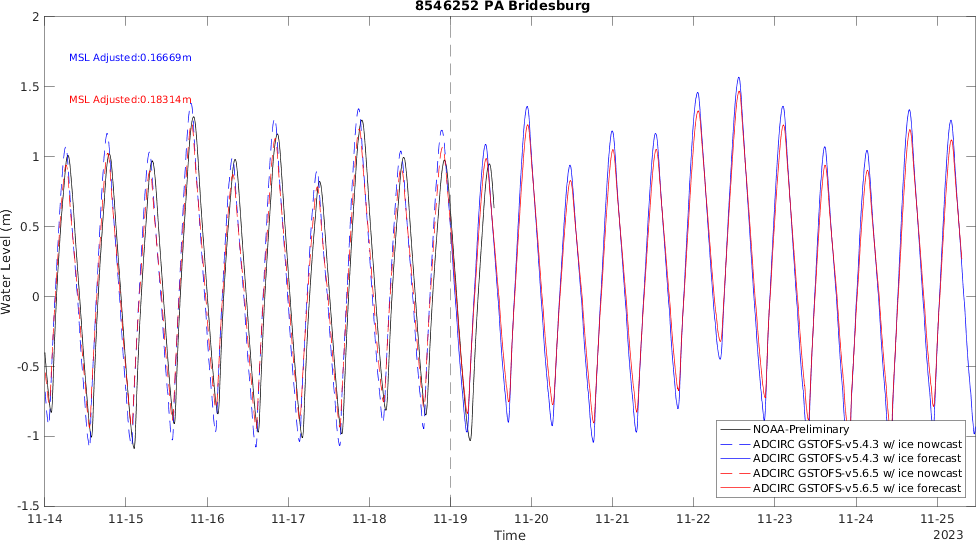 8546252 PA Bridesburg
2
1.5
1
0.5
0
-0.5
-1
-1.5
Water Level (m)
MSL Adjusted:0.16669m
MSL Adjusted:0.18314m
NOAA-Preliminary
ADCIRC GSTOFS-v5.4.3 w/ ice nowcast
ADCIRC GSTOFS-v5.4.3 w/ ice forecast
ADCIRC GSTOFS-v5.6.5 w/ ice nowcast
ADCIRC GSTOFS-v5.6.5 w/ ice forecast
11-14 11-15 11-16 11-17 11-18 11-19 11-20 11-21 11-22 11-23 11-24 11-25
Time
2023